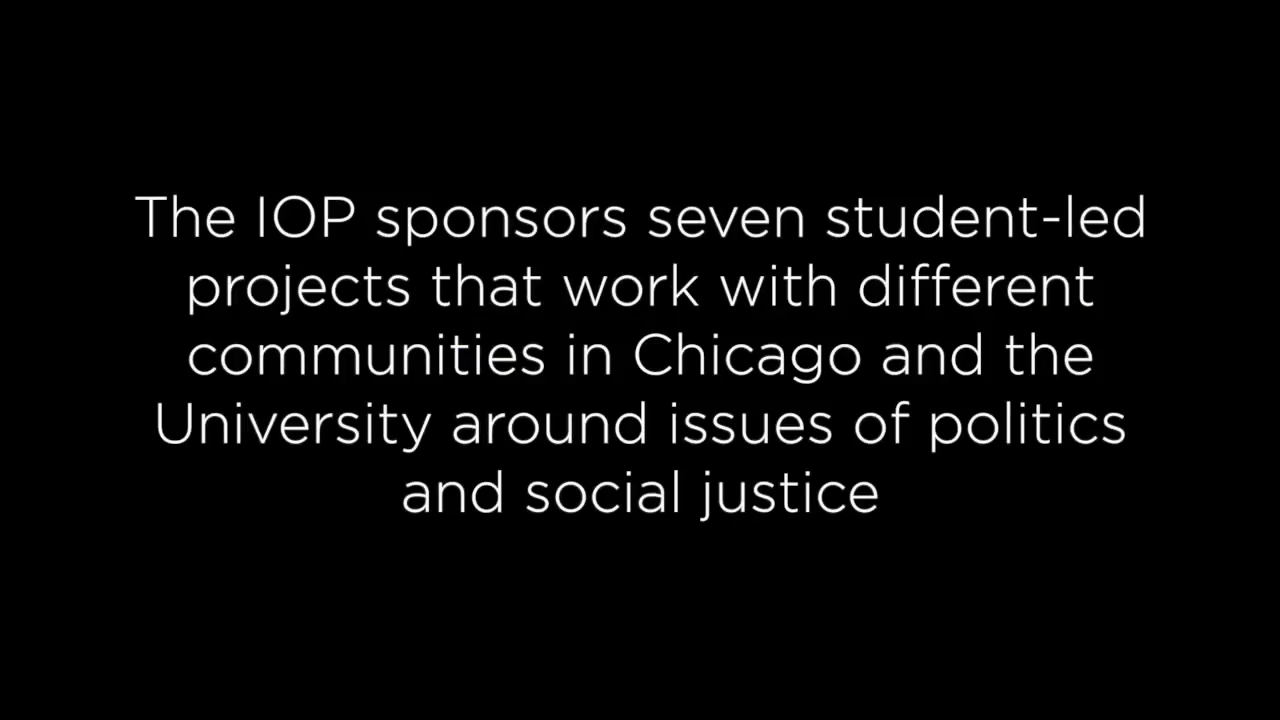 The IOP sponsors seven student-led
projects that work with different
communities in Chicago and the
University around issues of politics
and social justice